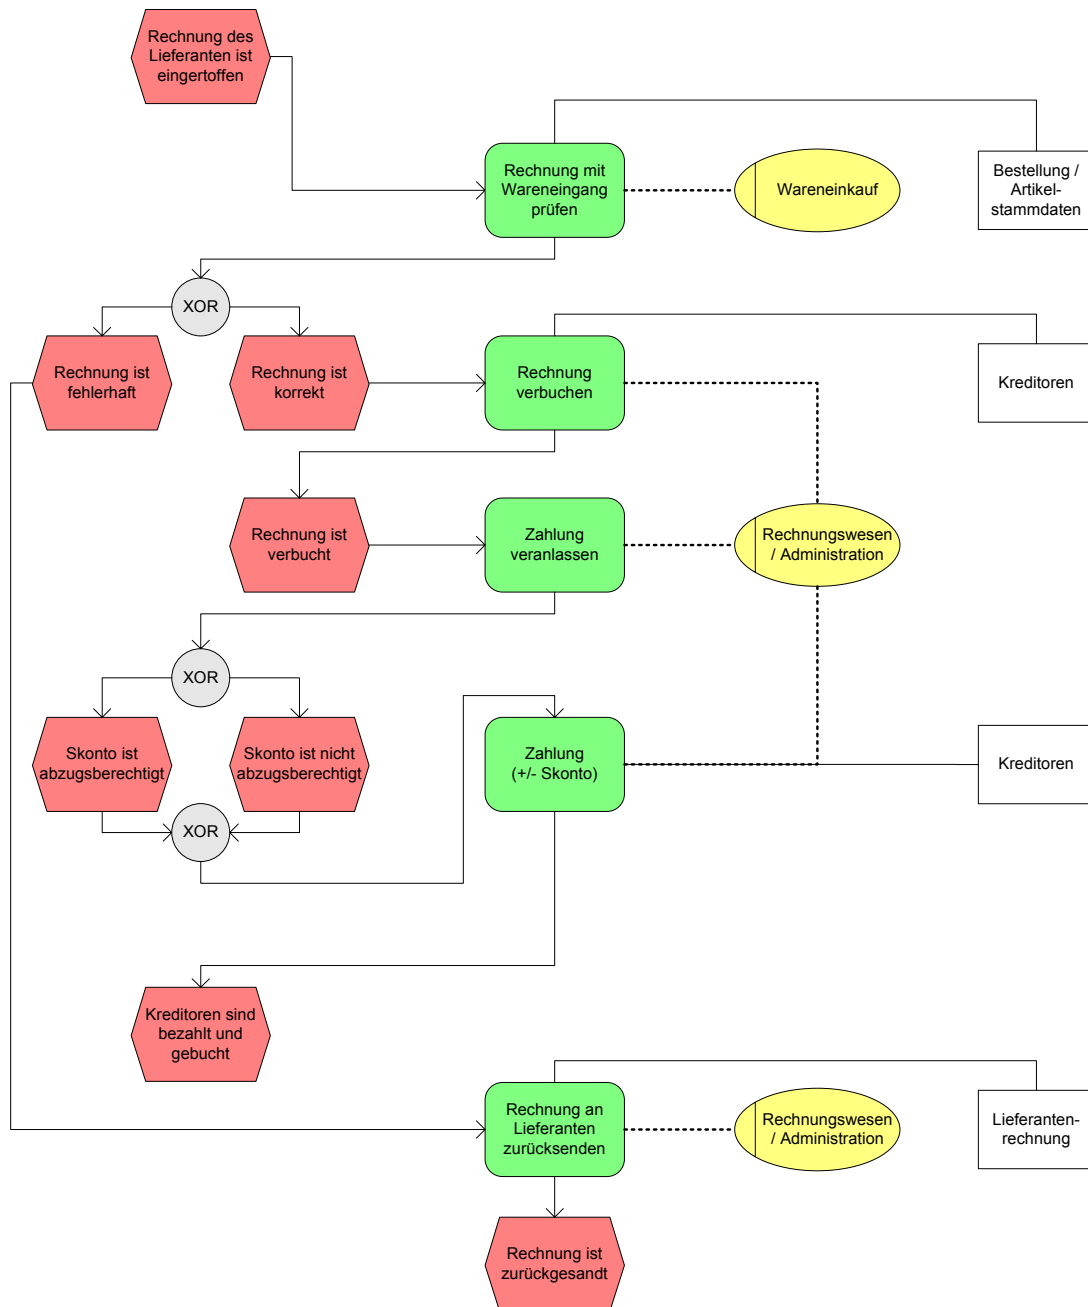 Rechnung des
Lieferanten ist
eingertoffen
Rechnung mit
Wareneingang
prüfen
Wareneinkauf
Bestellung /
Artikel-
stammdaten
XOR
Rechnung ist
fehlerhaft
Rechnung ist
korrekt
Rechnung
verbuchen
Kreditoren
Rechnung ist
verbucht
Zahlung
veranlassen
Rechnungswesen
/ Administration
XOR
Skonto ist
abzugsberechtigt
Skonto ist nicht
abzugsberechtigt
Zahlung
(+/- Skonto)
Kreditoren
XOR
Kreditoren sind
bezahlt und
gebucht
Rechnung an
Lieferanten
zurücksenden
Rechnungswesen
/ Administration
Lieferanten-
rechnung
Rechnung ist
zurückgesandt